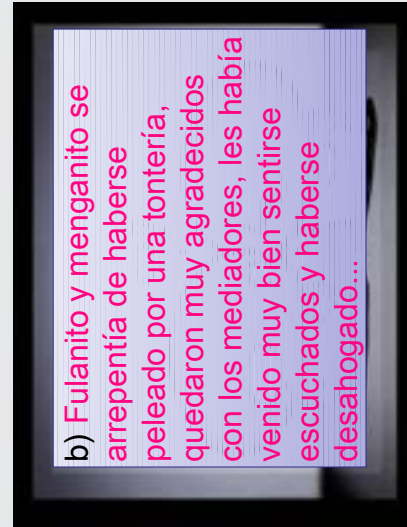 b) Fulanito y menganito se
arrepentía de haberse
peleado por una tontería,
quedaron muy agradecidos
con los mediadores, les había
venido muy bien sentirse
escuchados y haberse
desahogado...